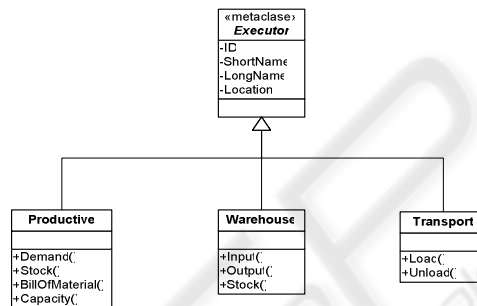 «metaclase»
Executor
-ID
-ShortName
-LongName
-Location
Productive
+Demand()
+Stock()
+BillOfMaterial()
+Capacity()
Warehouse
+Input()
+Output()
+Stock()
Transport
+Load()
+Unload()